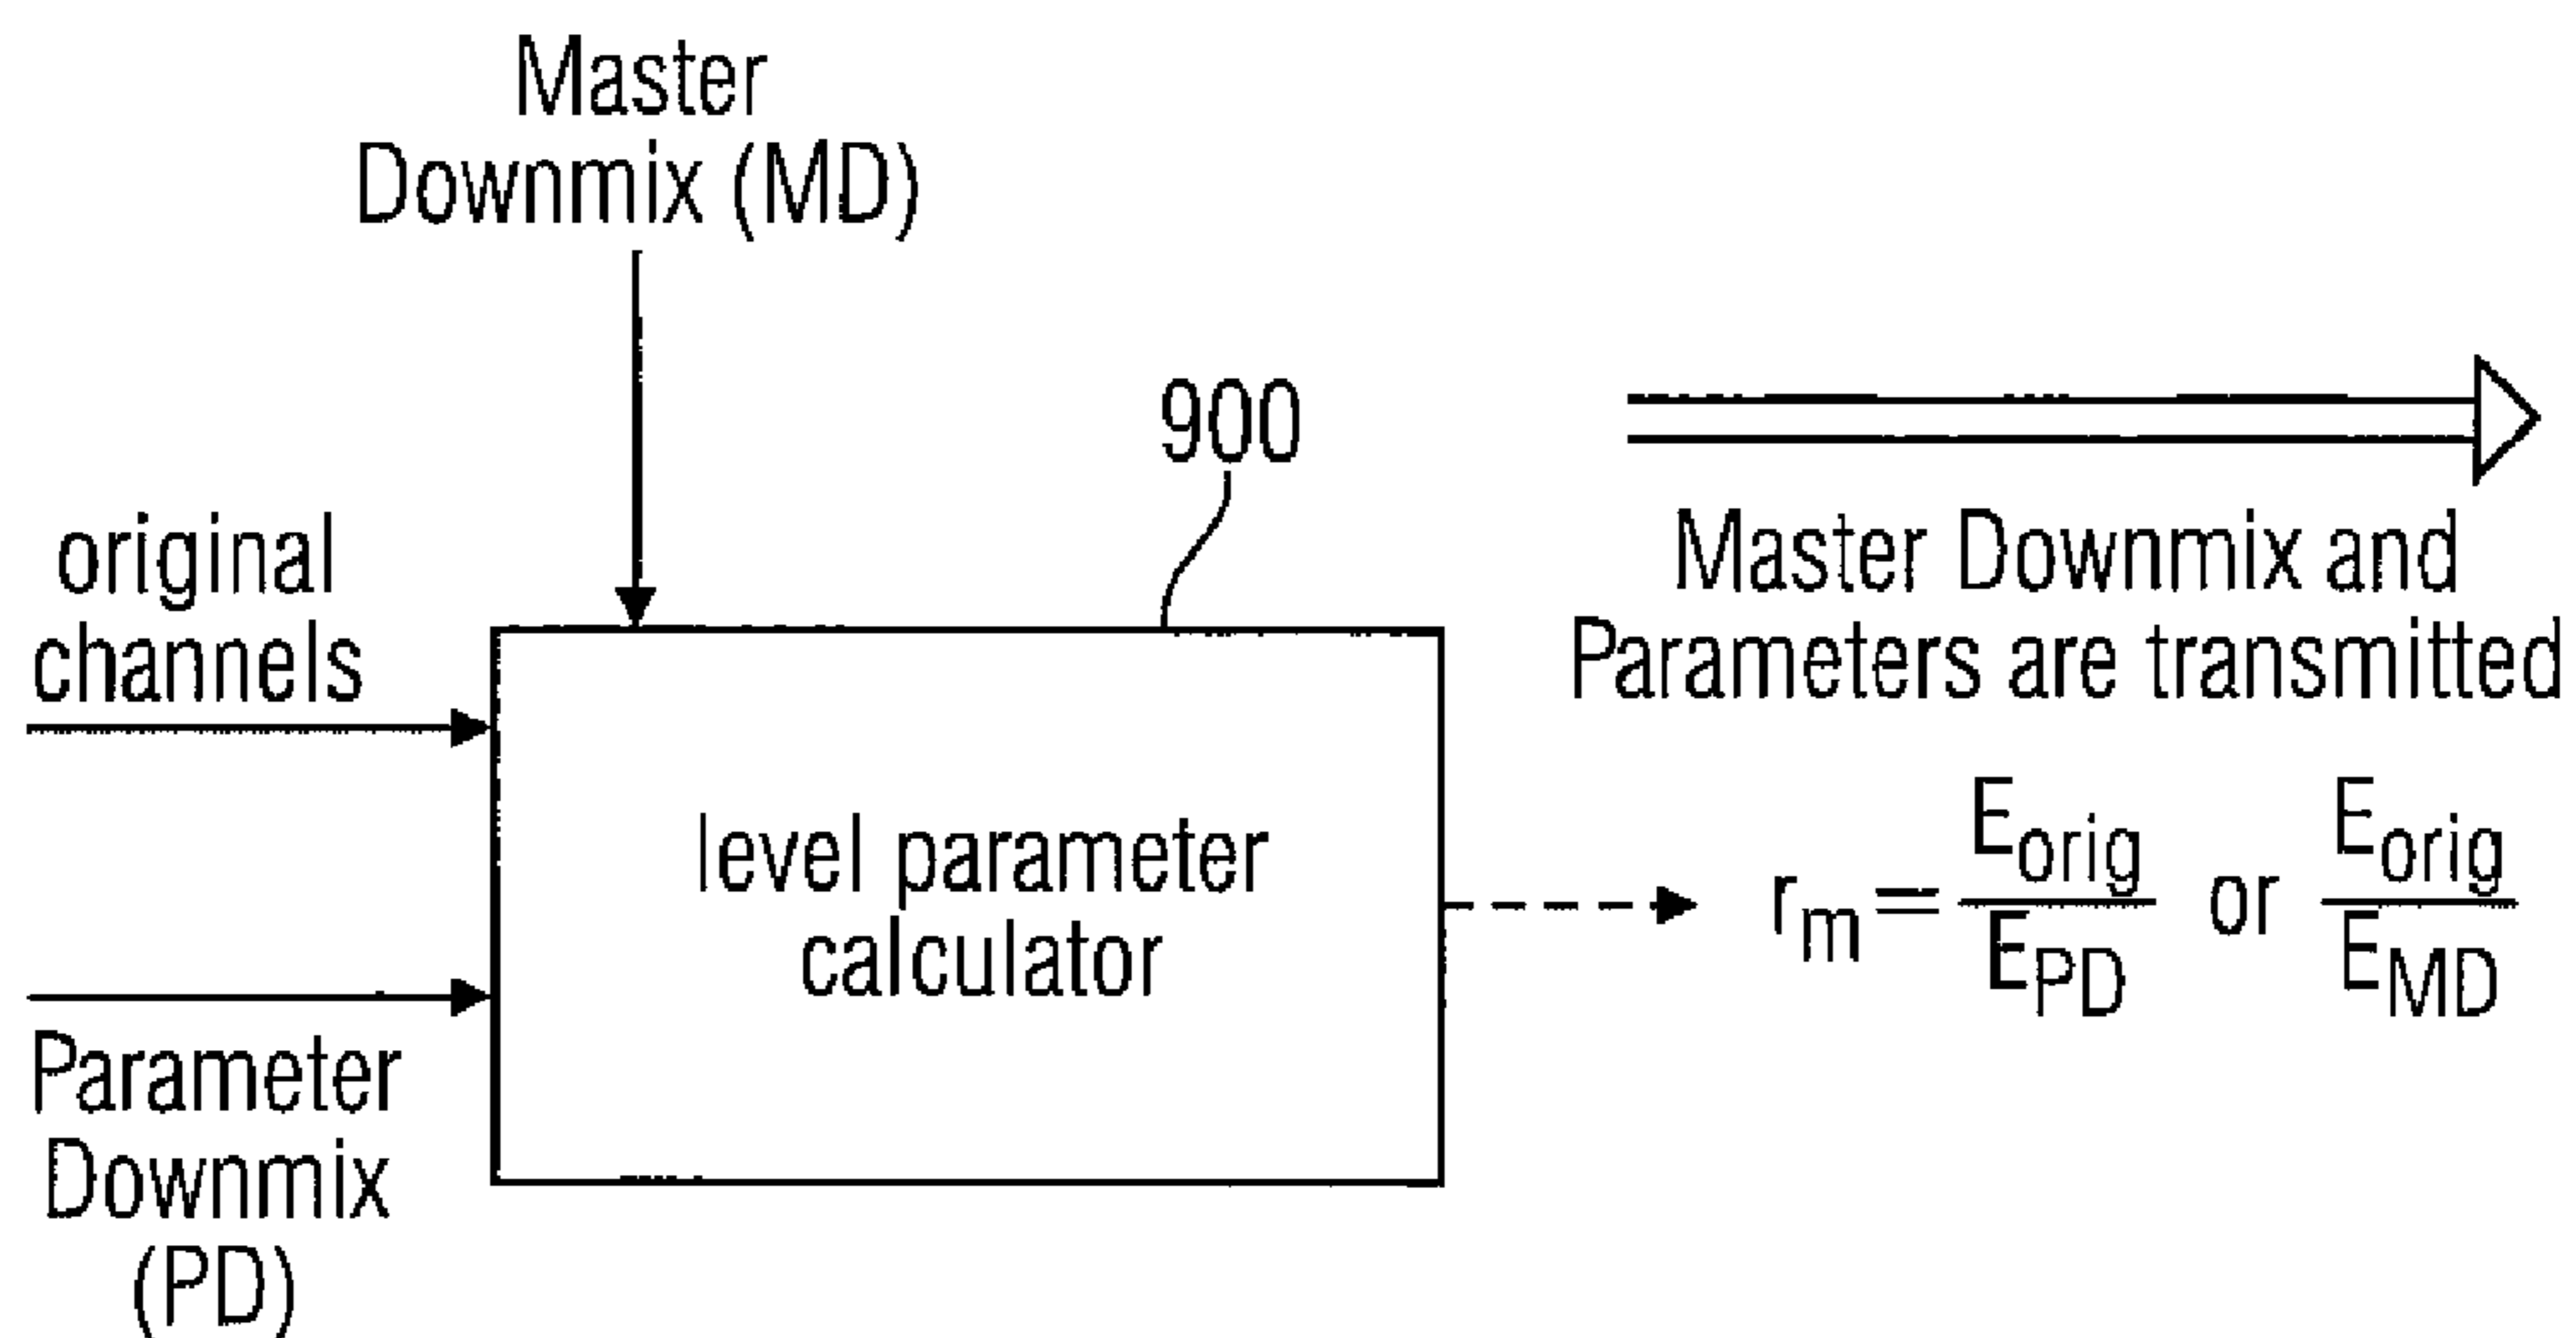 Master
Downmix (MD)
900
original
channels
Master Downmix and
Parameters are transmitted
level parameter
calculator
r_m = E_orig / E_PD or E_orig / E_MD
Parameter
Downmix
(PD)